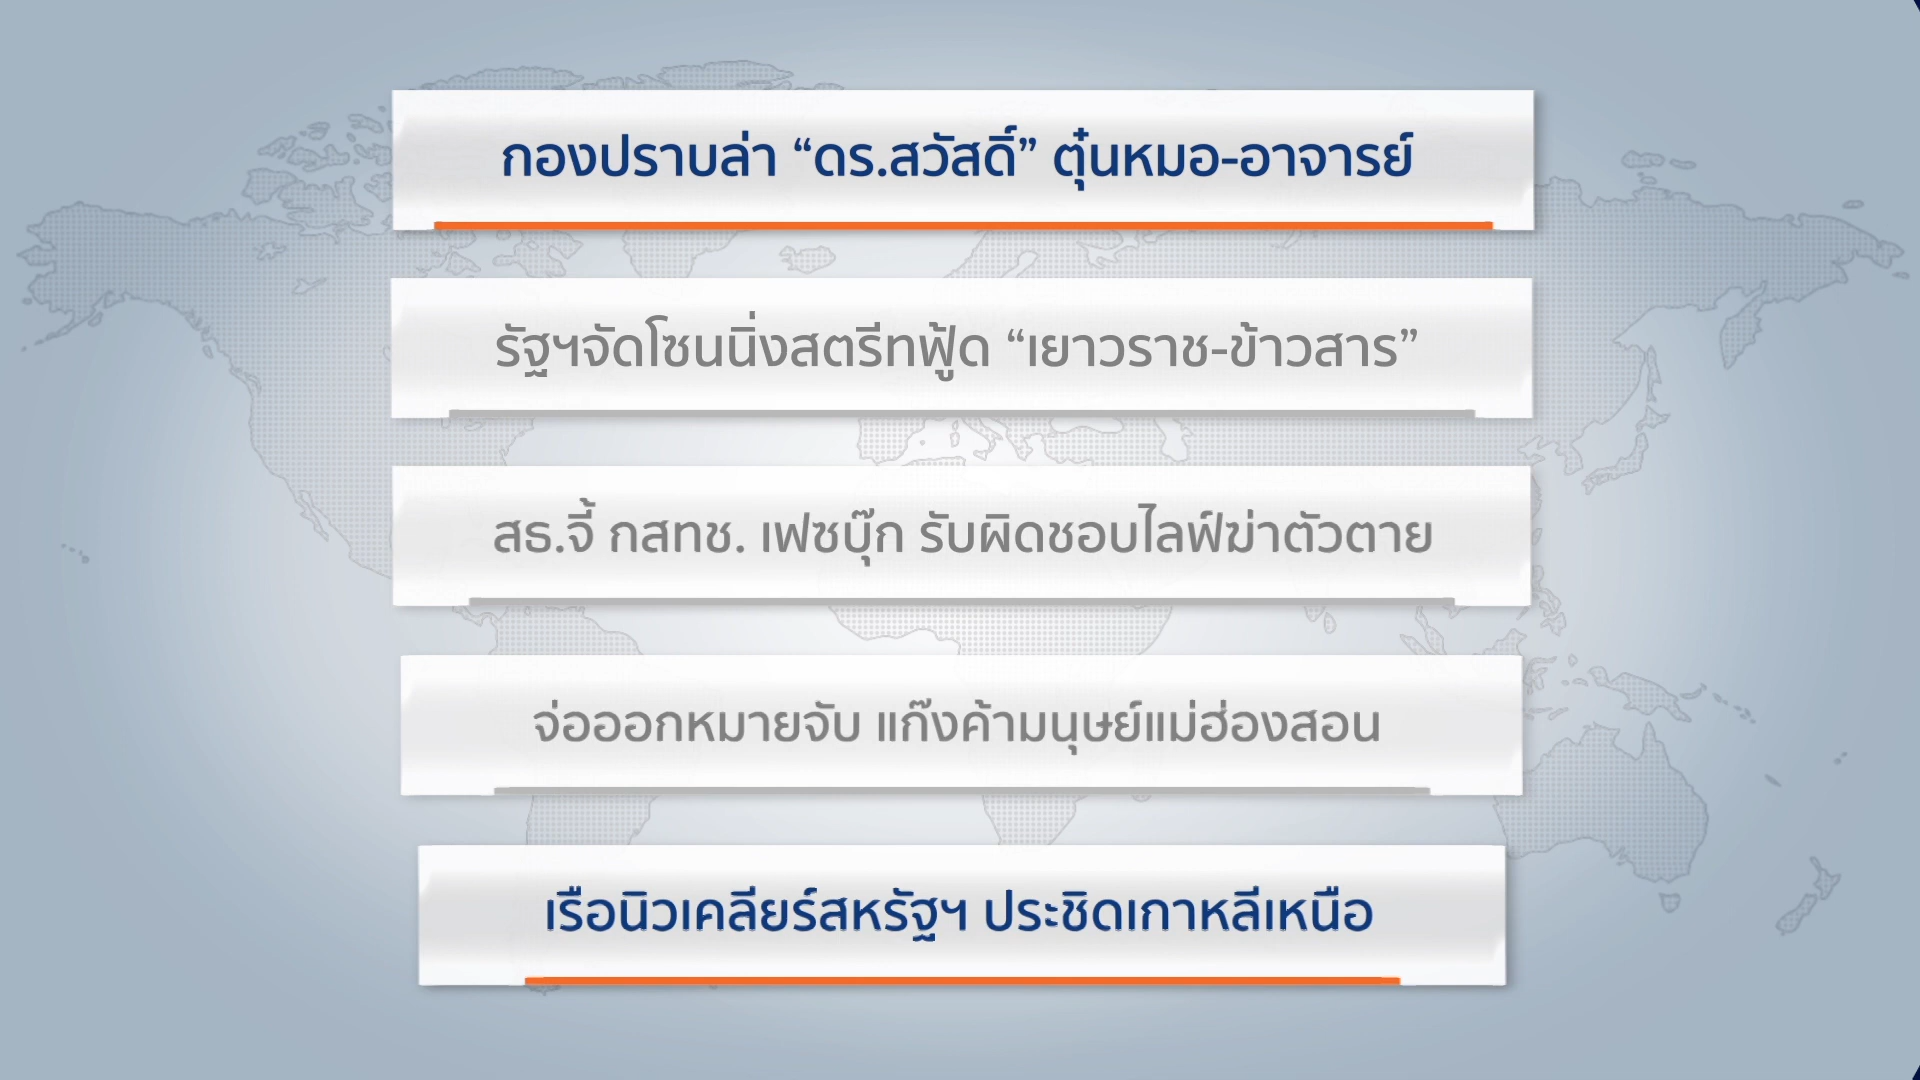 กองปราบล่า “ดร.สวัสดิ์” ตุ๋นหมอ-อาจารย์
รัฐฯจัดโซนนิ่งสตรีทฟู้ด “เยาวราช-ข้าวสาร”
สธ.จี้ กสทช. เฟซบุ๊ก รับผิดชอบไลฟ์ฆ่าตัวตาย
จ่อออกหมายจับ แก๊งค้ามนุษย์แม่ฮ่องสอน
เรือนิวเคลียร์สหรัฐฯ ประชิดเกาหลีเหนือ